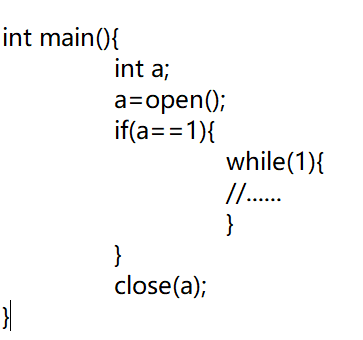 int main(){
int a;
a=open();
if(a==1){
while(1){
//......
}
}
close(a);
}